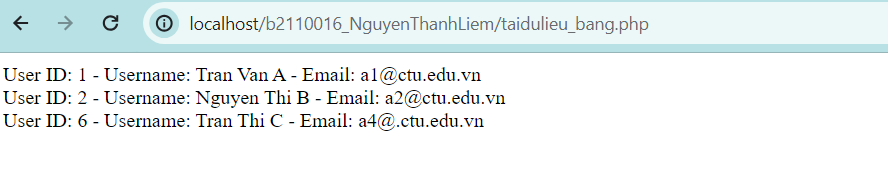 localhost/b2110016_NguyenThanhLiem/taidulieu_bang.php
User ID: 1 - Username: Tran Van A - Email: a1@ctu.edu.vn
User ID: 2 - Username: Nguyen Thi B - Email: a2@ctu.edu.vn
User ID: 6 - Username: Tran Thi C - Email: a4@.ctu.edu.vn